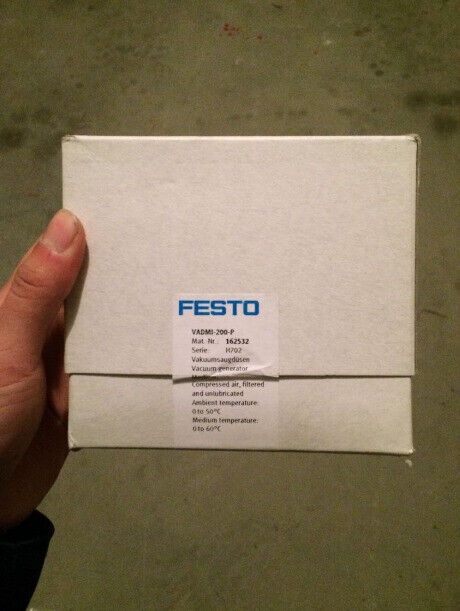 FESTO
VADMI-200-P
Mat.-Nr.: 162532
Serie: H702
Vakuumsaugdüsen
Vacuum generator
Compressed air, filtered
and unlubricated
Ambient temperature:
0 to 50°C
Medium temperature:
0 to 60°C